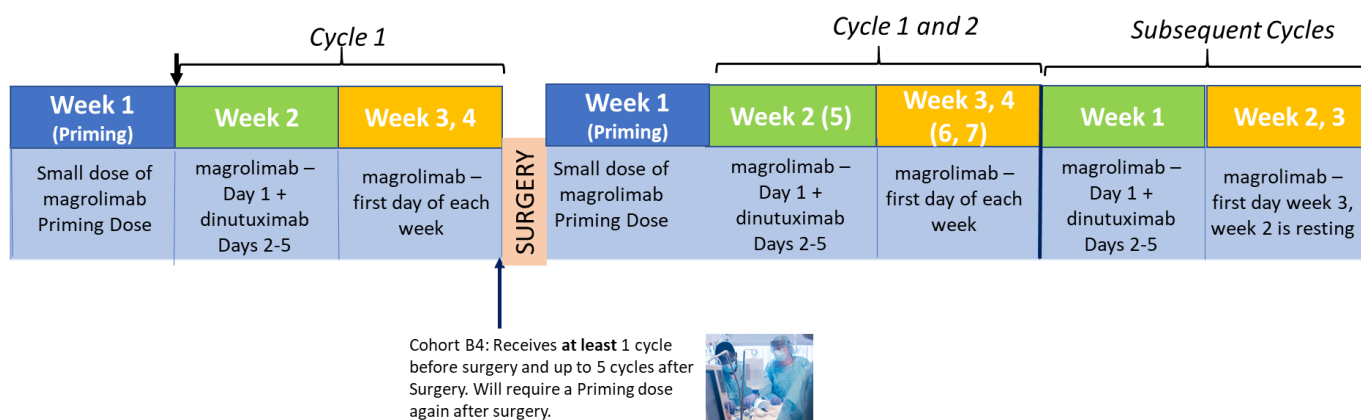 Cycle 1
Cycle 1 and 2
Subsequent Cycles
Week 1
(Priming)
Week 2
Week 3, 4
SURGERY
Week 1
(Priming)
Week 2 (5)
Week 3, 4
(6, 7)
Week 1
Week 2, 3
Small dose of
magrolimab
Priming Dose
magrolimab –
Day 1 +
dinutuximab
Days 2-5
magrolimab –
first day of each
week
Small dose of
magrolimab
Priming Dose
magrolimab –
Day 1 +
dinutuximab
Days 2-5
magrolimab –
first day of each
week
magrolimab –
Day 1 +
dinutuximab
Days 2-5
magrolimab –
first day week 3,
week 2 is resting
Cohort B4: Receives at least 1 cycle
before surgery and up to 5 cycles after
Surgery. Will require a Priming dose
again after surgery.